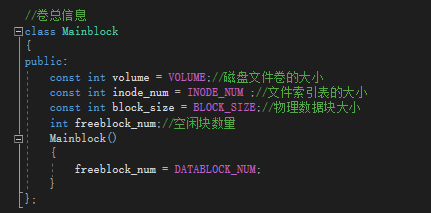 //卷总信息
class Mainblock
{
public:
const int volume = VOLUME;//磁盘文件卷的大小
const int inode_num = INODE_NUM ;//文件索引表的大小
const int block_size = BLOCK_SIZE;//物理数据块大小
int freeblock_num;//空闲块数量
Mainblock()
{
freeblock_num = DATABLOCK_NUM;
}
};